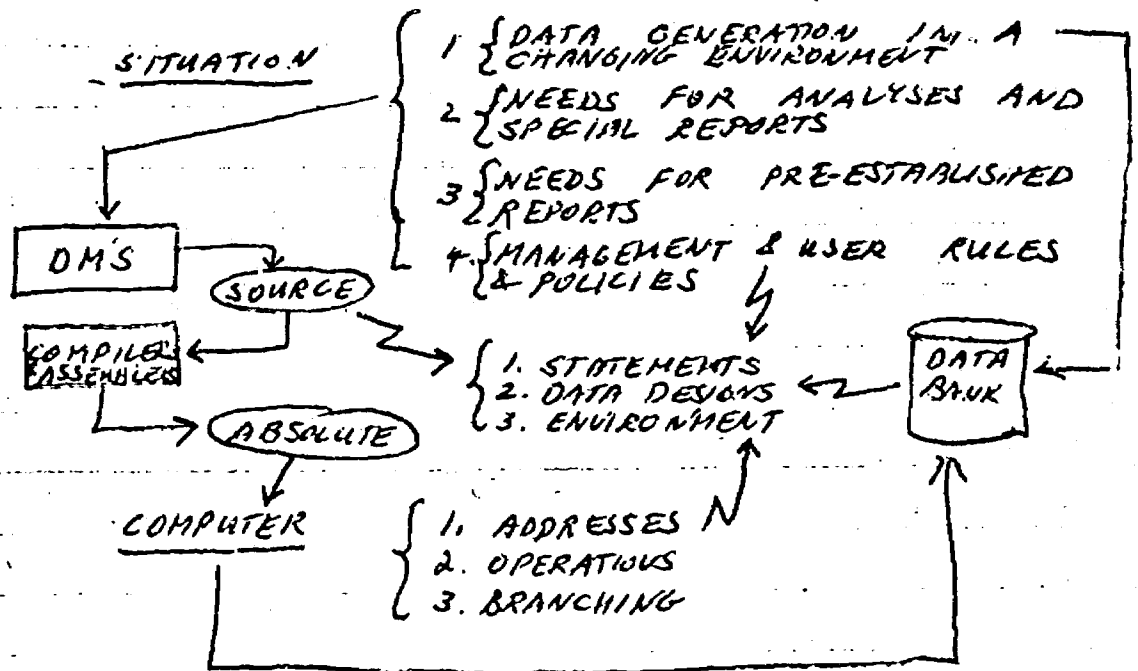 SITUATION
1 DATA GENERATION IN A
CHANGING ENVIRONMENT
2 NEEDS FOR ANALYSES AND
SPECIAL REPORTS
3 NEEDS FOR PRE-ESTABLISHED
REPORTS
4. MANAGEMENT & USER RULES
& POLICIES
DM'S
SOURCE
COMPILERS
ASSEMBLERS
1. STATEMENTS
2. DATA DESIGNS
3. ENVIRONMENT
DATA
BANK
ABSOLUTE
COMPUTER
1. ADDRESSES
2. OPERATIONS
3. BRANCHING